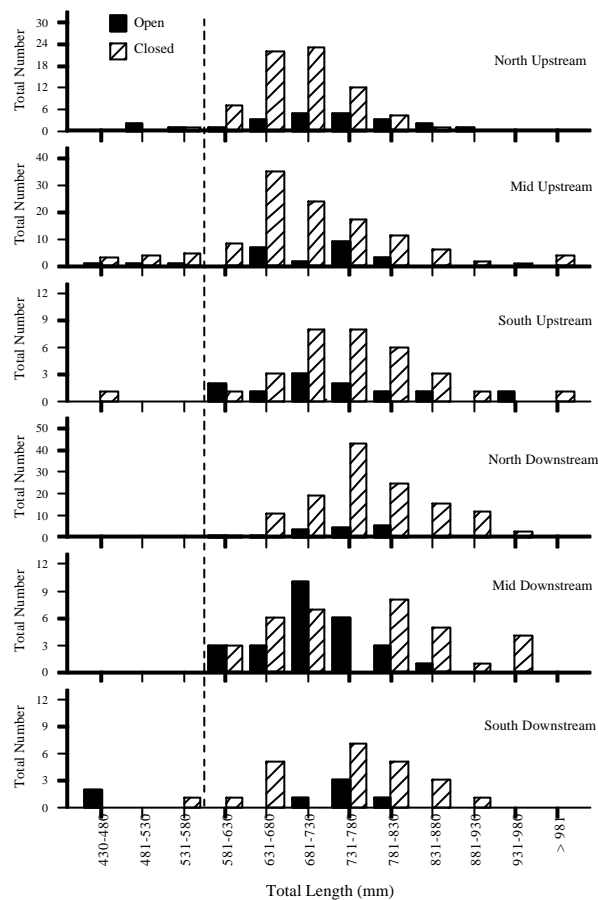 Open
Closed
North Upstream
Total Number
30
24
18
12
6
0
Mid Upstream
Total Number
40
30
20
10
0
South Upstream
Total Number
12
9
6
3
0
North Downstream
Total Number
50
40
30
20
10
0
Mid Downstream
Total Number
12
9
6
3
0
South Downstream
Total Number
12
9
6
3
0
430-480
481-530
531-580
581-630
631-680
681-730
731-780
781-830
831-880
881-930
931-980
> 981
Total Length (mm)